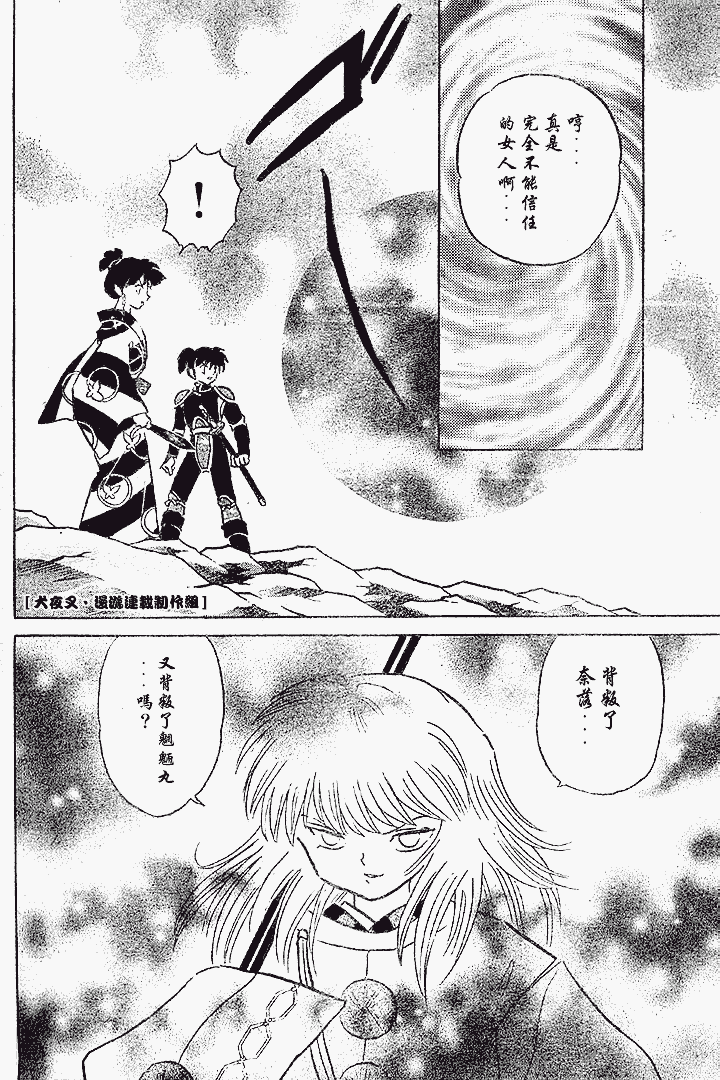 哼···
真是
完全不能信任
的女人啊···
！
[犬夜叉·漫游連載制作組]
背叛了
奈落···
又背叛了魍魎丸
···嗎？